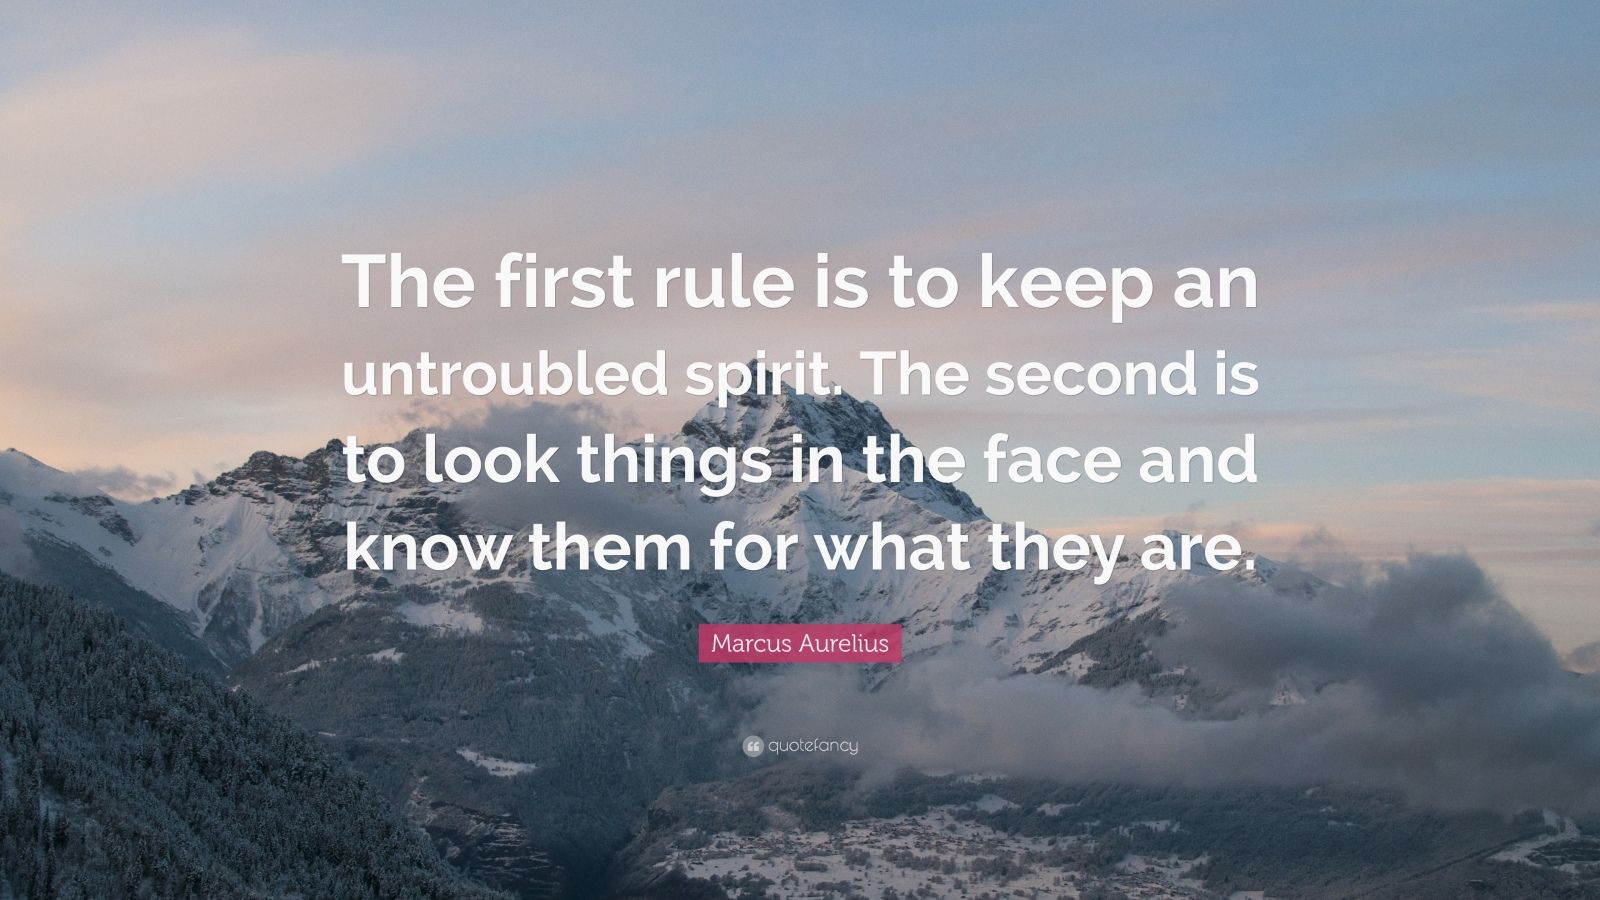 The first rule is to keep an
untroubled spirit. The second is
to look things in the face and
know them for what they are.
Marcus Aurelius
quotefancy